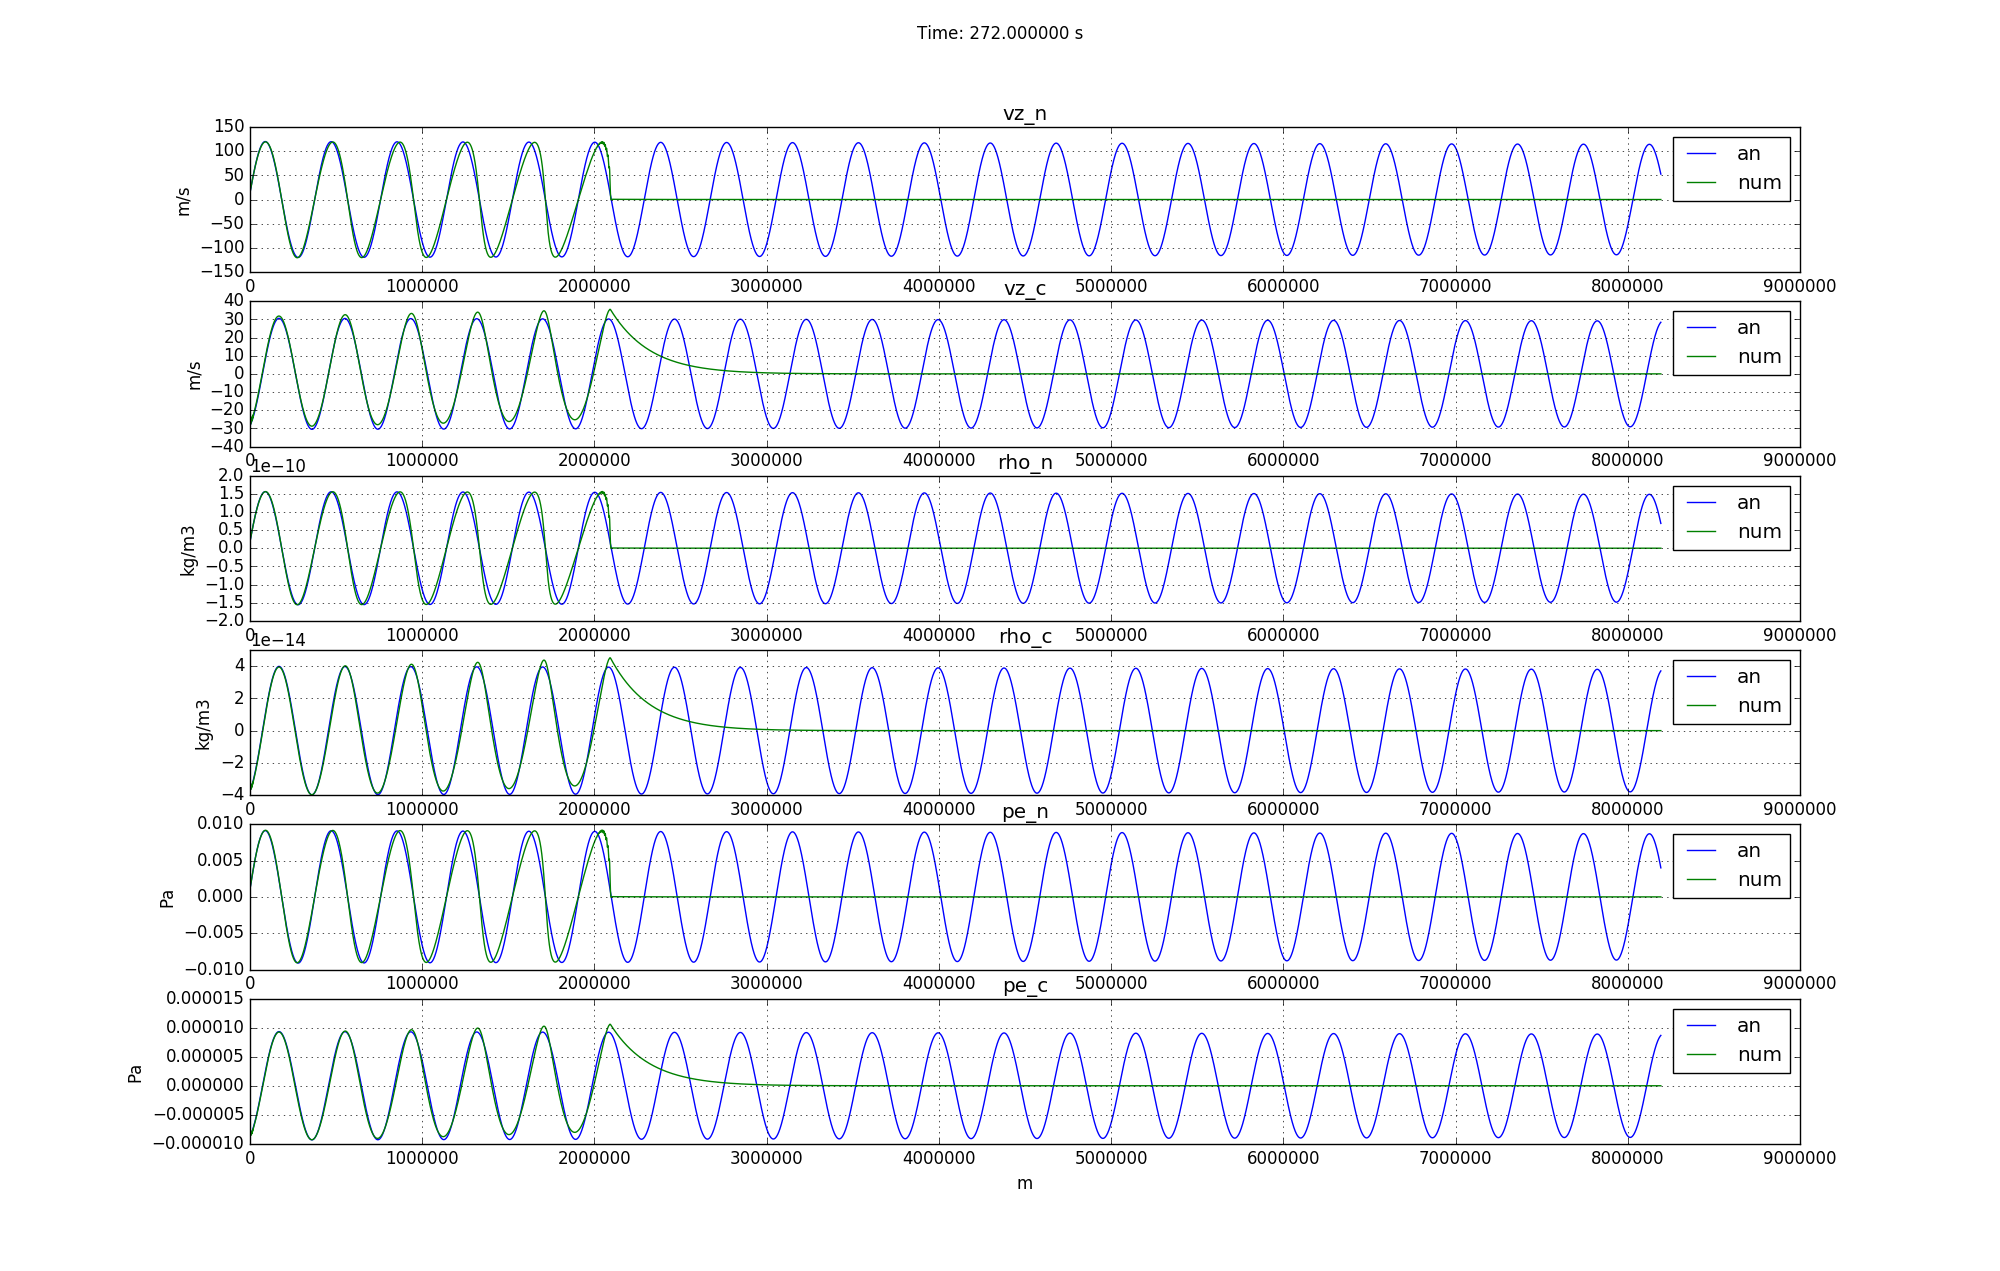 Time: 272.000000 s
vz_n
150
100
50
0
−50
−100
−150
m/s
an
num
0 1000000 2000000 3000000 4000000 5000000 6000000 7000000 8000000 9000000
vz_c
40
30
20
10
0
−10
−20
−30
−40
m/s
an
num
0 1000000 2000000 3000000 4000000 5000000 6000000 7000000 8000000 9000000
1e−10
rho_n
2.0
1.5
1.0
0.5
0.0
−0.5
−1.0
−1.5
−2.0
kg/m3
an
num
0 1000000 2000000 3000000 4000000 5000000 6000000 7000000 8000000 9000000
1e−14
rho_c
4
2
0
−2
−4
kg/m3
an
num
0 1000000 2000000 3000000 4000000 5000000 6000000 7000000 8000000 9000000
pe_n
0.010
0.005
0.000
−0.005
−0.010
Pa
an
num
0 1000000 2000000 3000000 4000000 5000000 6000000 7000000 8000000 9000000
pe_c
0.000015
0.000010
0.000005
0.000000
−0.000005
−0.000010
Pa
an
num
0 1000000 2000000 3000000 4000000 5000000 6000000 7000000 8000000 9000000
m